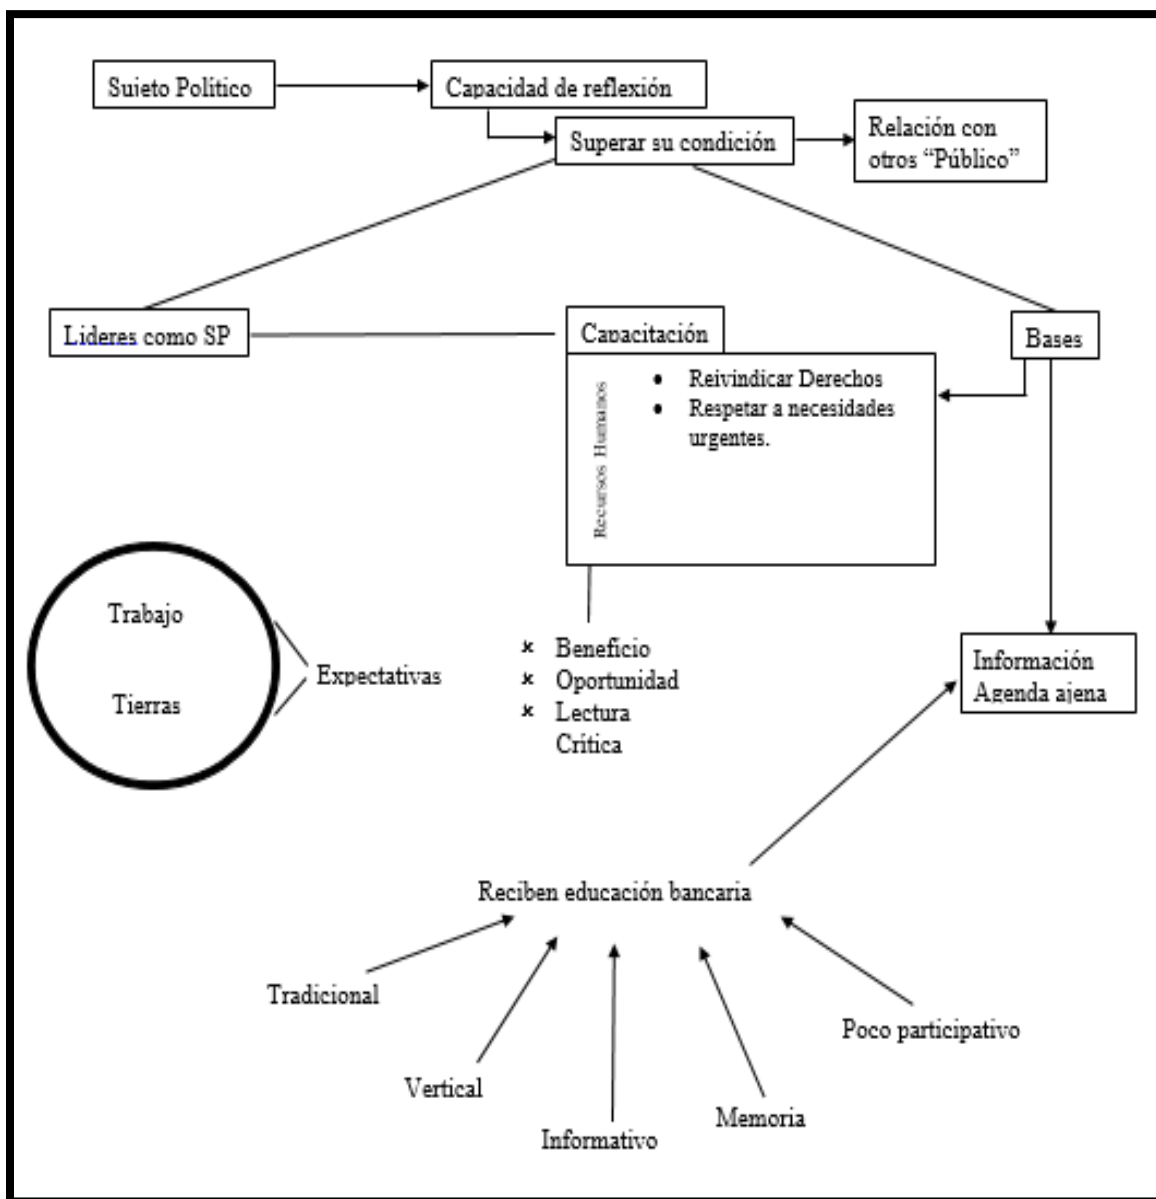 Sujeto Político
Capacidad de reflexión
Superar su condición
Relación con
otros “Público”
Lideres como SP
Capacitación
Bases
Recursos Humanos
• Reivindicar Derechos
• Respetar a necesidades
urgentes.
Trabajo
Tierras
Expectativas
× Beneficio
× Oportunidad
× Lectura
Crítica
Información
Agenda ajena
Reciben educación bancaria
Tradicional
Vertical
Informativo
Memoria
Poco participativo